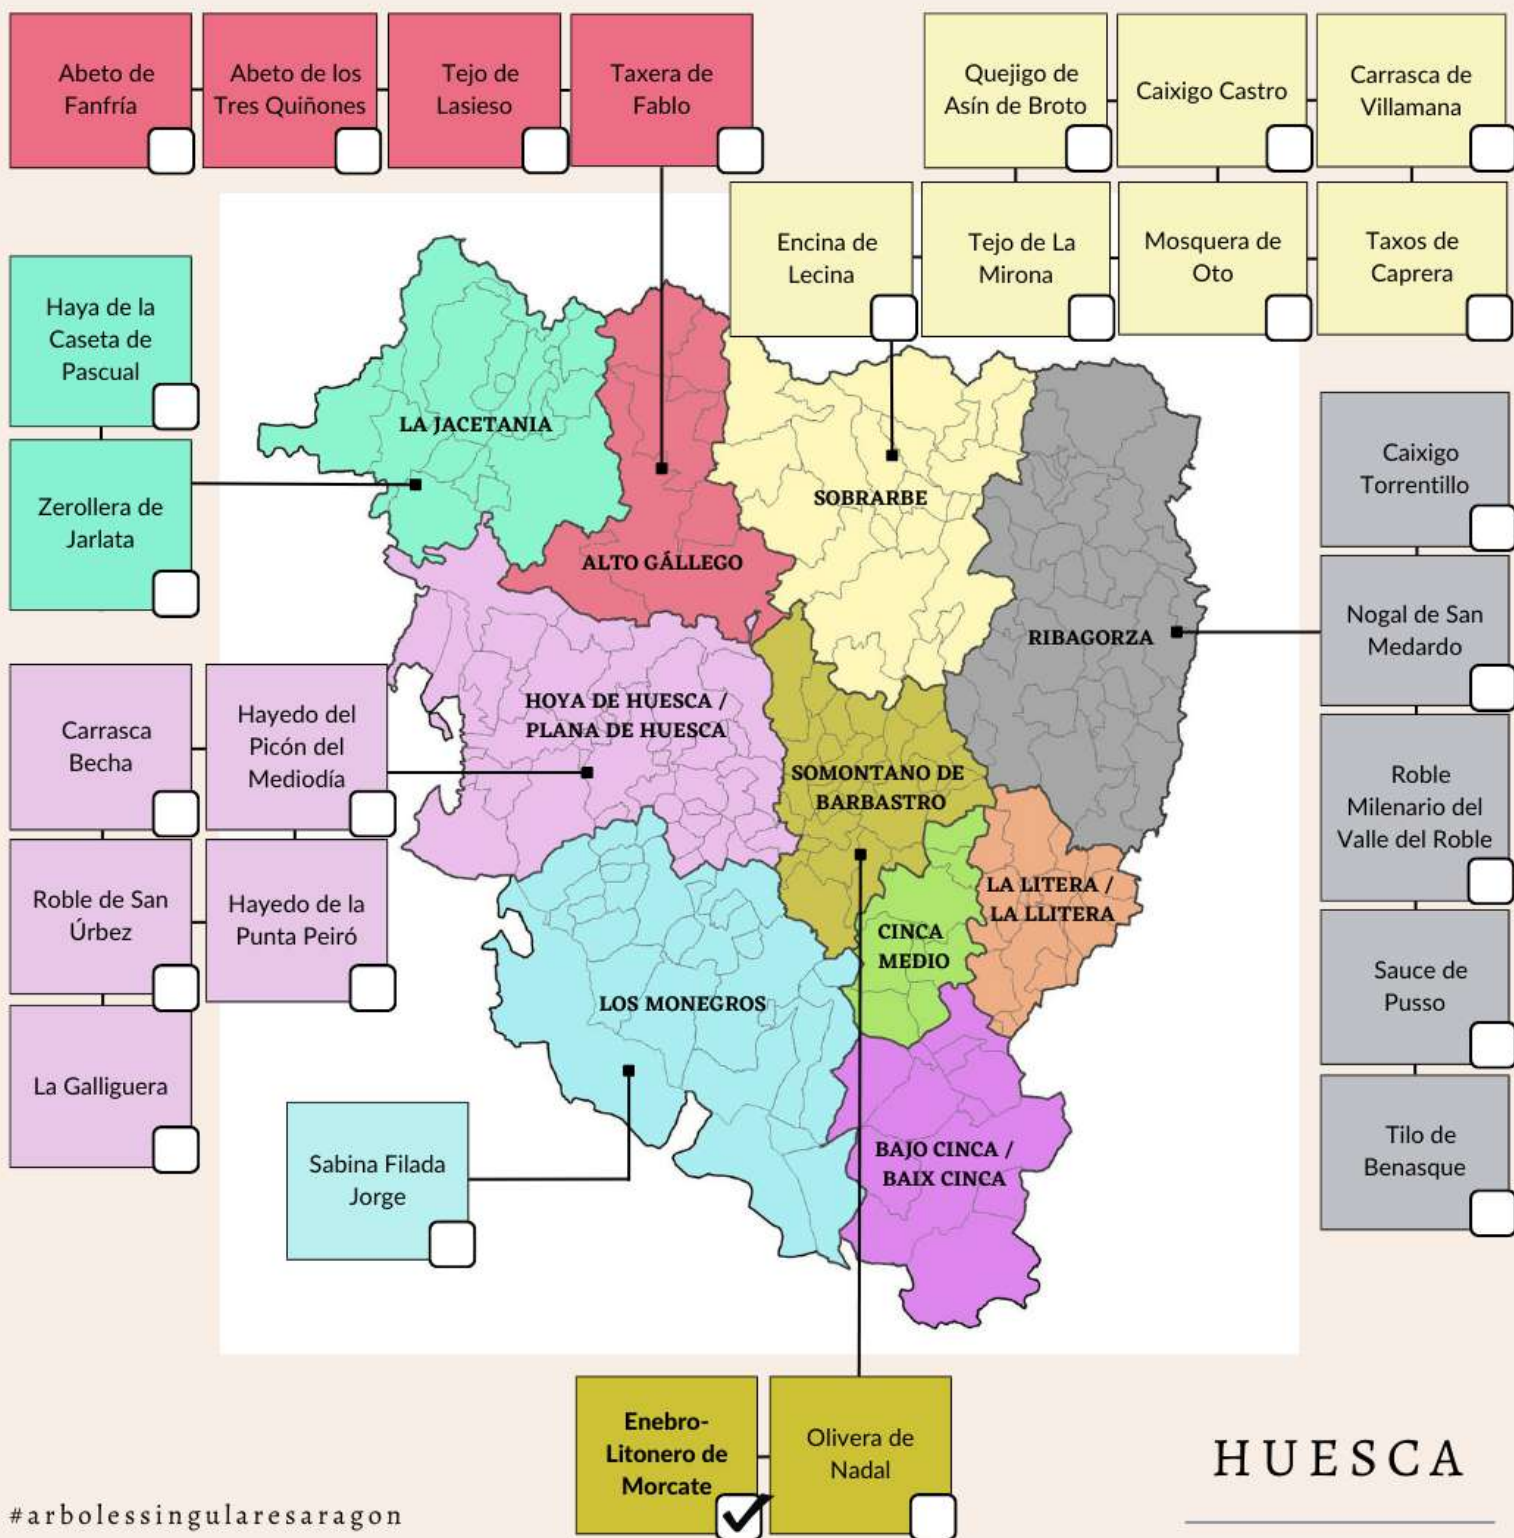 Abeto de
Fanfría
Abeto de los
Tres Quiñones
Tejo de
Lasieso
Taxera de
Fablo
Quejigo de
Asín de Broto
Caixigo Castro
Carrasca de
Villamana
Encina de
Lecina
Tejo de La
Mirona
Mosquera de
Oto
Taxos de
Caprera
Haya de la
Caseta de
Pascual
Zerollera de
Jarlata
LA JACETANIA
ALTO GÁLLEGO
SOBRARBE
RIBAGORZA
HOYA DE HUESCA /
PLANA DE HUESCA
SOMONTANO DE
BARBASTRO
LA LITERA /
LA LLITERA
CINCA
MEDIO
LOS MONEGROS
BAJO CINCA /
BAIX CINCA
Caixigo
Torrentillo
Nogal de San
Medardo
Roble
Milenario del
Valle del Roble
Sauce de
Pusso
Tilo de
Benasque
Carrasca
Becha
Hayedo del
Picón del
Mediodía
Roble de San
Úrbez
Hayedo de la
Punta Peiró
La Galliguera
Sabina Filada
Jorge
Enebro-
Litonero de
Morcate
Olivera de
Nadal
HUESCA
#arbolessingularesaragon